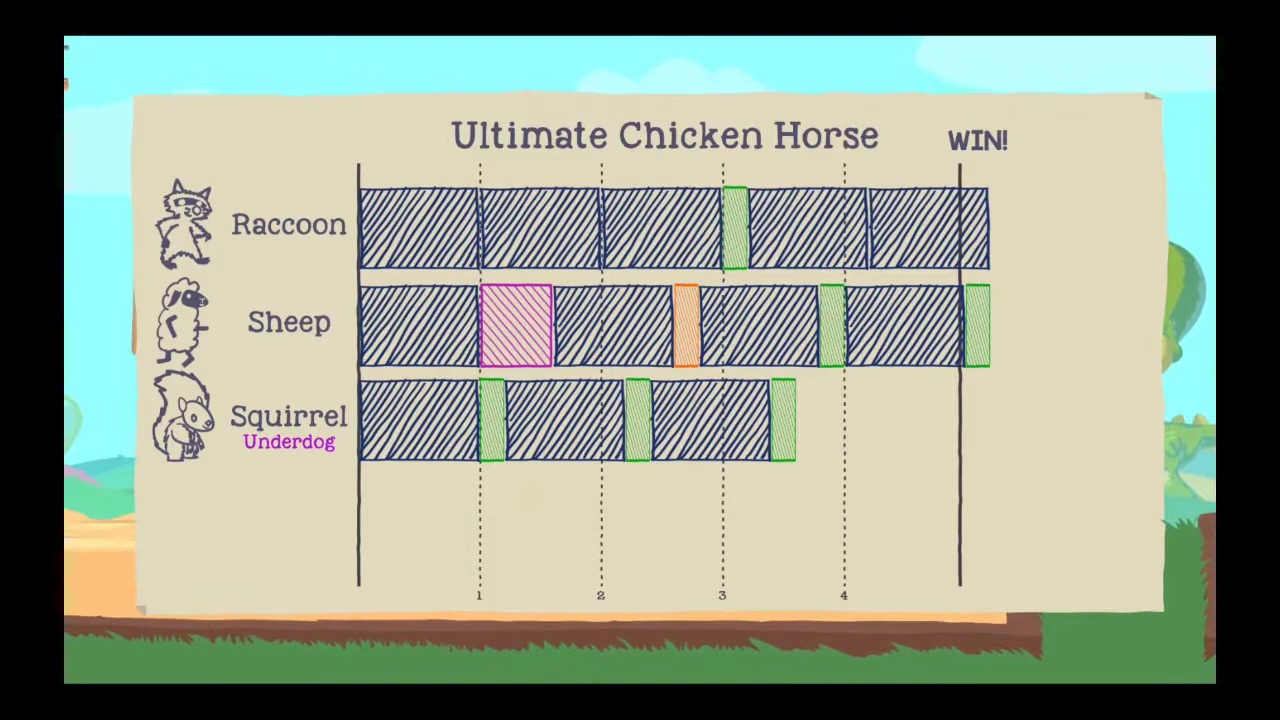 Ultimate Chicken Horse
WIN!
Raccoon
Sheep
Squirrel
Underdog
1 2 3 4